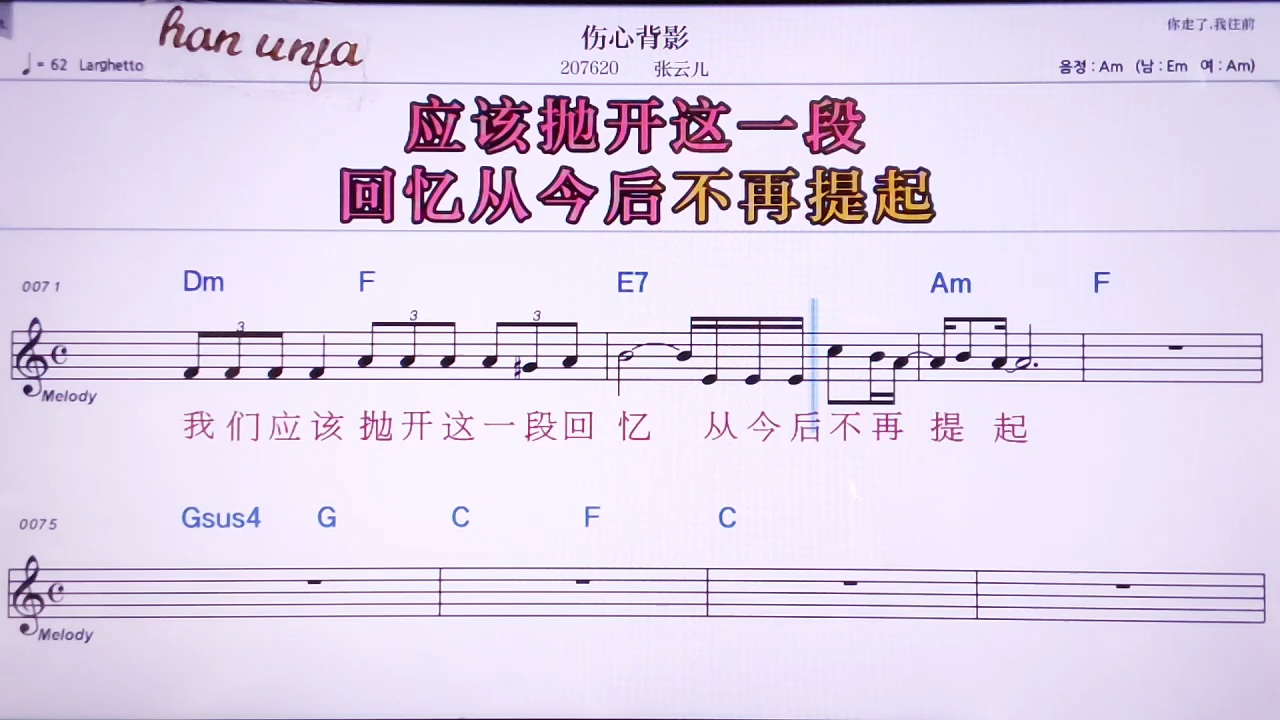 han unja
伤心背影
你走了,我往前
♩= 62 Larghetto
207620 张云儿
음정 : Am (남 : Em 여 : Am)
应该抛开这一段
回忆从今后不再提起
0071 Dm F E7 Am F
3 3 3
Melody
我们应该抛开这一段回忆 从今后不再提起
0075 Gsus4 G C F C
Melody